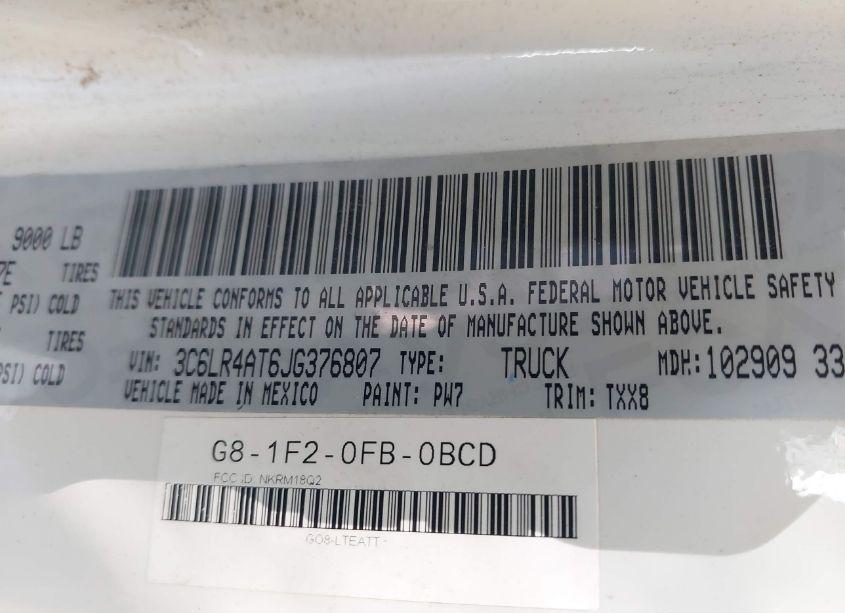 9000 LB
7E TIRES
PSI) COLD
TIRES
PSI) COLD
THIS VEHICLE CONFORMS TO ALL APPLICABLE U.S.A. FEDERAL MOTOR VEHICLE SAFETY
STANDARDS IN EFFECT ON THE DATE OF MANUFACTURE SHOWN ABOVE.
VIN: 3C6LR4AT6JG376807 TYPE: TRUCK MDH: 102909 33
VEHICLE MADE IN MEXICO PAINT: PW7 TRIM: TXX8
G8-1F2-0FB-0BCD
FCC ID: NKRM18Q2
GO8-LTEATT-